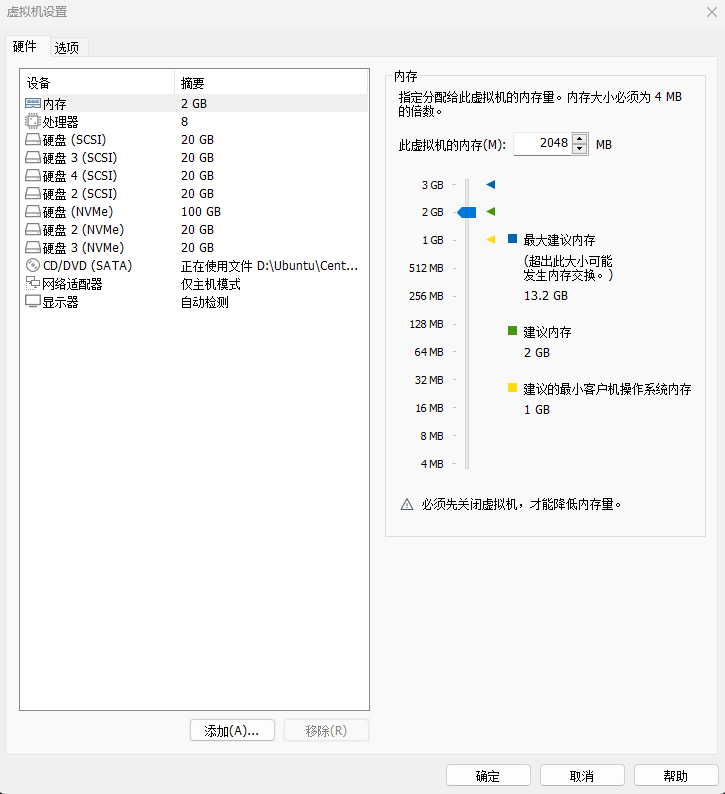 虚拟机设置
硬件 选项
设备 摘要
内存 2 GB
处理器 8
硬盘 (SCSI) 20 GB
硬盘 3 (SCSI) 20 GB
硬盘 4 (SCSI) 20 GB
硬盘 2 (SCSI) 20 GB
硬盘 (NVMe) 100 GB
硬盘 2 (NVMe) 20 GB
硬盘 3 (NVMe) 20 GB
CD/DVD (SATA) 正在使用文件 D:\Ubuntu\Cent...
网络适配器 仅主机模式
显示器 自动检测
添加(A)... 移除(R)
内存
指定分配给此虚拟机的内存量。内存大小必须为 4 MB
的倍数。
此虚拟机的内存(M): 2048 MB
3 GB
2 GB
1 GB
512 MB
256 MB
128 MB
64 MB
32 MB
16 MB
8 MB
4 MB
最大建议内存
(超出此大小可能
发生内存交换。)
13.2 GB
建议内存
2 GB
建议的最小客户机操作系统内存
1 GB
必须先关闭虚拟机，才能降低内存量。
确定 取消 帮助